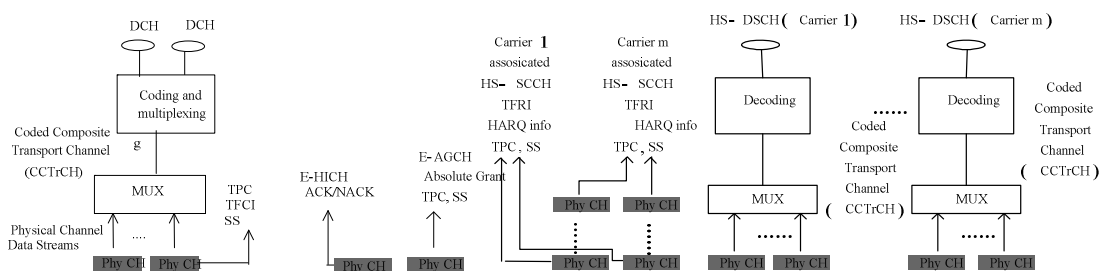 DCH
DCH
Coding and
multiplexing
g
Coded Composite
Transport Channel
(CCTrCH)
MUX
Physical Channel
Data Streams
....
Phy CH
Phy CH
TPC
TFCI
SS
E-HICH
ACK/NACK
Phy CH
E-AGCH
Absolute Grant
TPC, SS
Phy CH
Carrier 1
assosicated
HS- SCCH
TFRI
HARQ info
TPC, SS
Carrier m
assosicated
HS- SCCH
TFRI
HARQ info
TPC, SS
Phy CH
Phy CH
Phy CH
Phy CH
HS- DSCH( Carrier 1)
Decoding
Coded
Composite
Transport
Channel
( CCTrCH)
MUX
......
Phy CH
Phy CH
......
HS- DSCH( Carrier m)
Decoding
Coded
Composite
Transport
Channel
( CCTrCH)
MUX
......
Phy CH
Phy CH